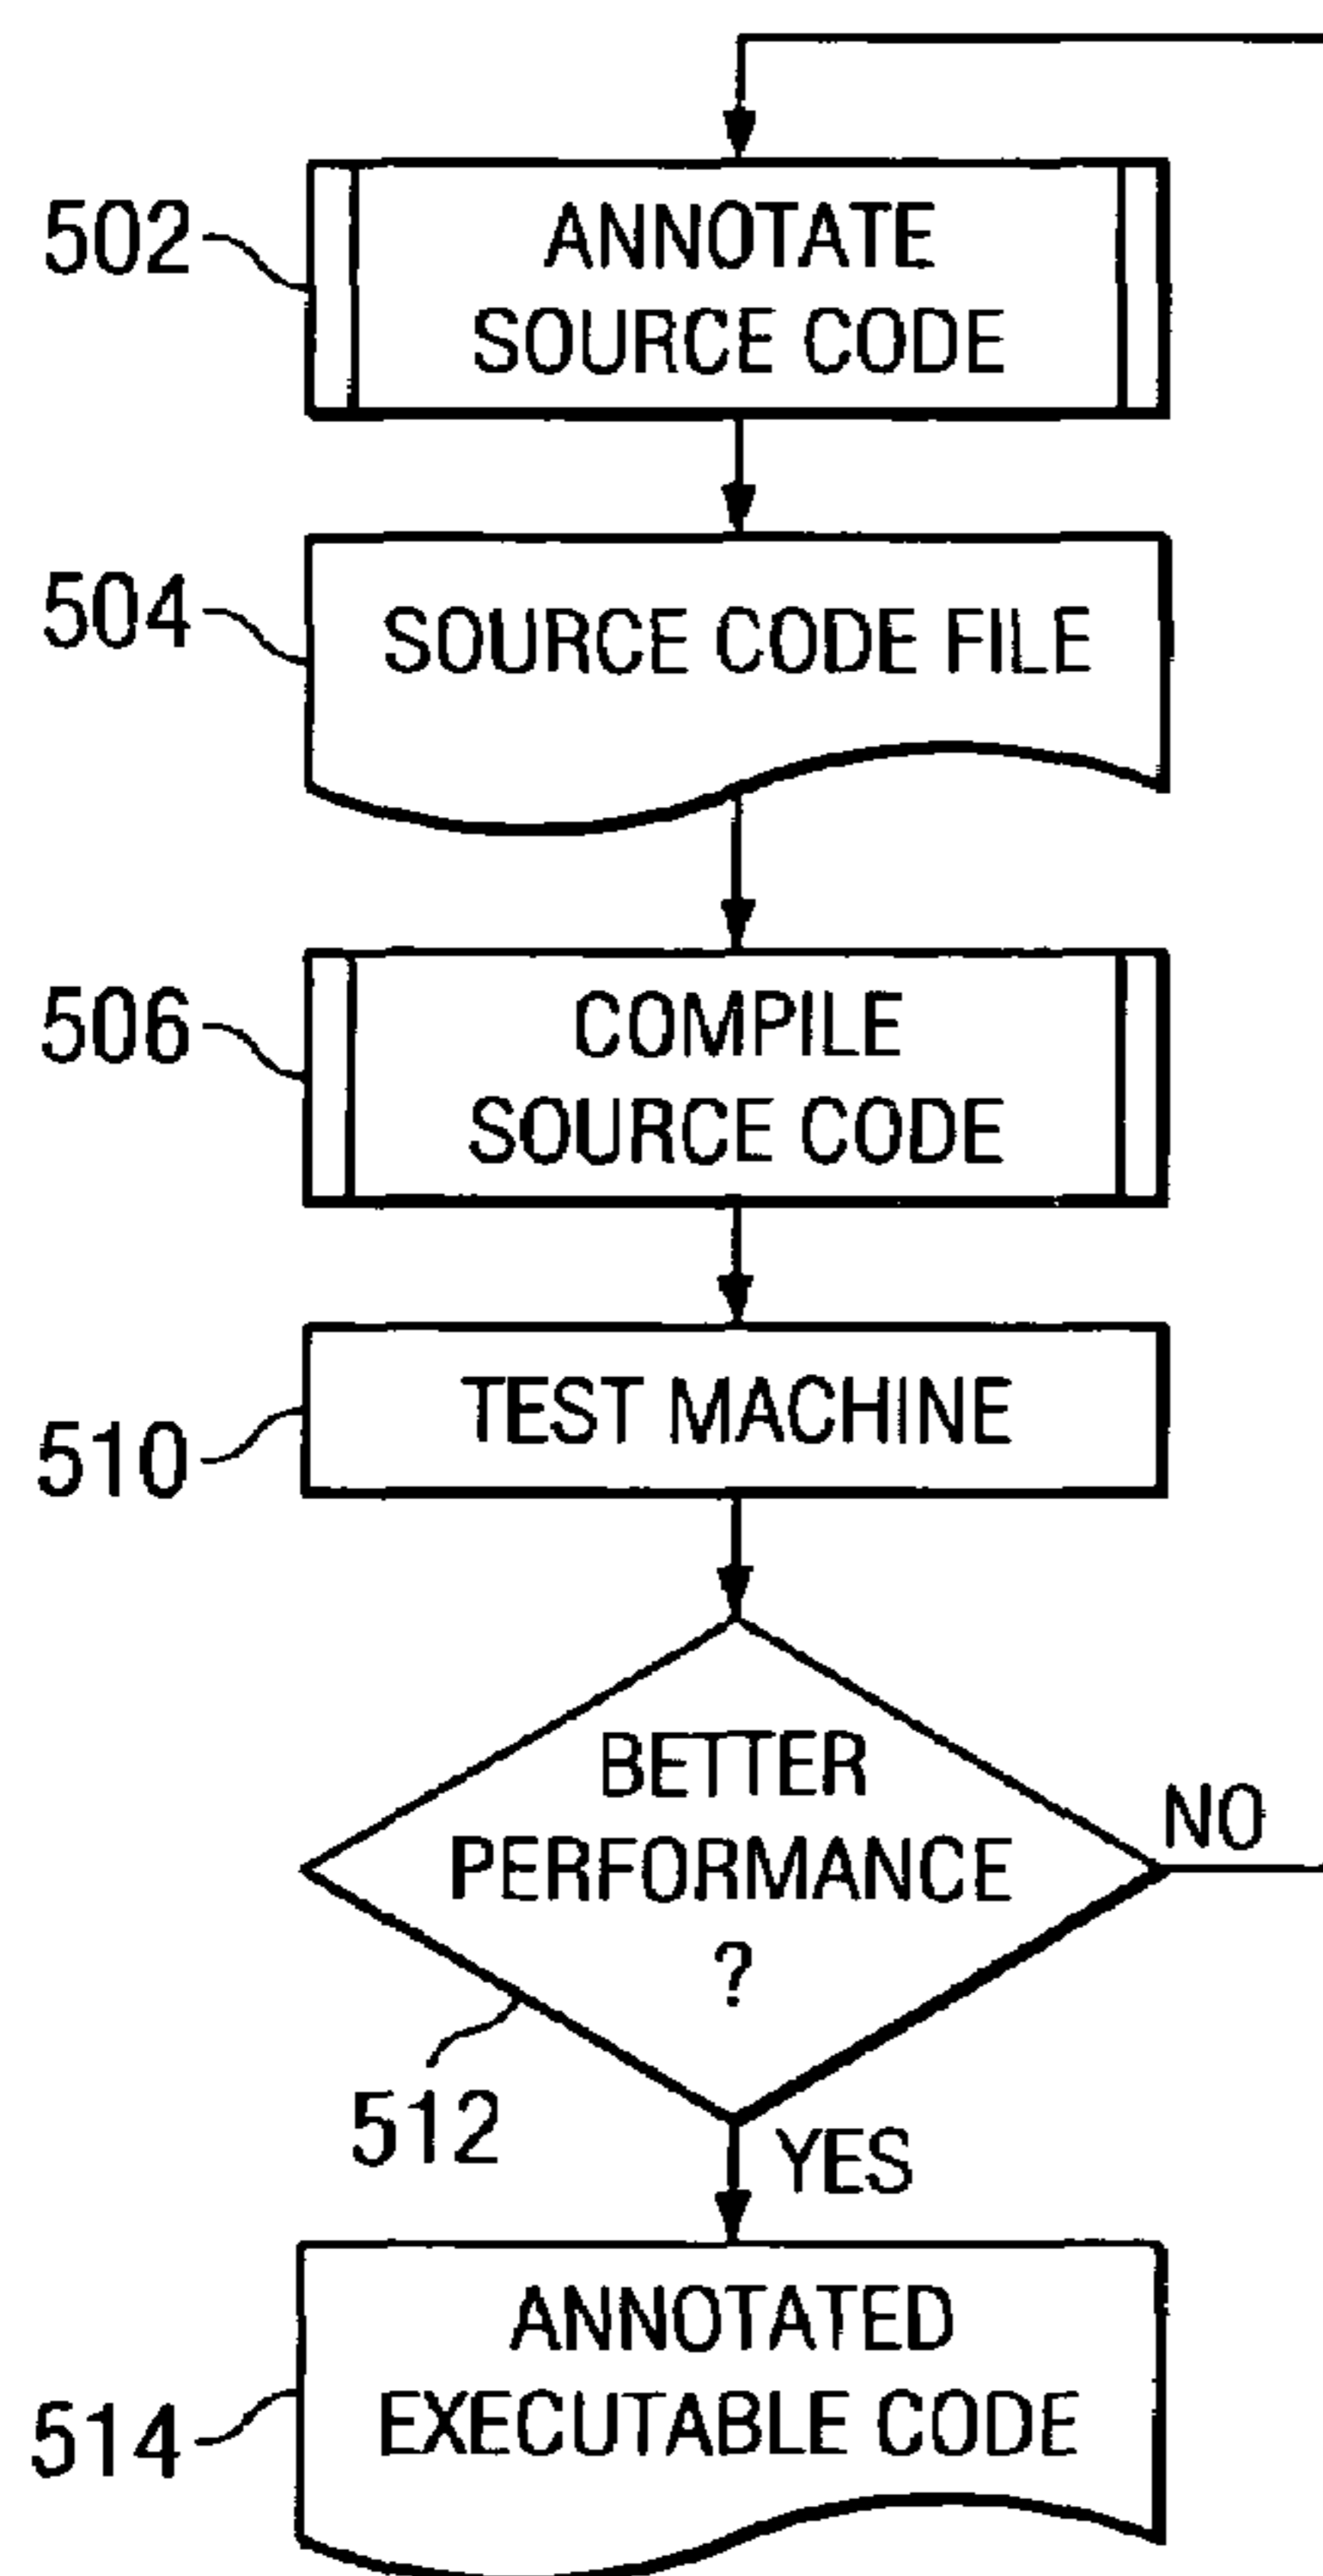 502
ANNOTATE
SOURCE CODE
504
SOURCE CODE FILE
506
COMPILE
SOURCE CODE
510
TEST MACHINE
BETTER
PERFORMANCE
?
NO
512
YES
514
ANNOTATED
EXECUTABLE CODE